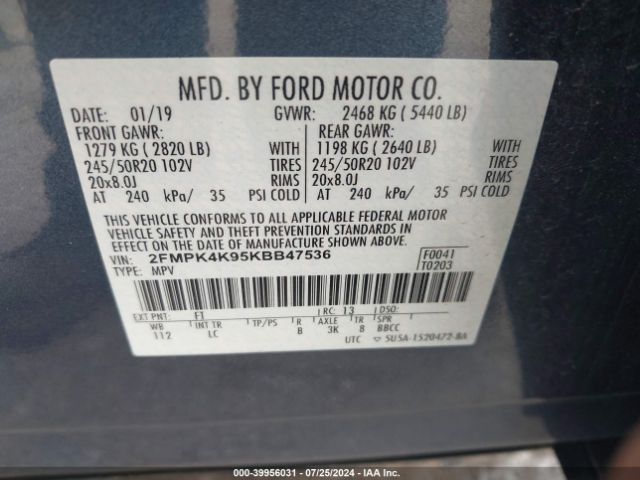 MFD. BY FORD MOTOR CO.
DATE: 01/19 GVWR: 2468 KG ( 5440 LB)
FRONT GAWR: REAR GAWR:
1279 KG ( 2820 LB) WITH 1198 KG ( 2640 LB) WITH
245/50R20 102V TIRES 245/50R20 102V TIRES
20x8.0J RIMS 20x8.0J RIMS
AT 240 kPa/ 35 PSI COLD AT 240 kPa/ 35 PSI COLD
THIS VEHICLE CONFORMS TO ALL APPLICABLE FEDERAL MOTOR
VEHICLE SAFETY AND THEFT PREVENTION STANDARDS IN
EFFECT ON THE DATE OF MANUFACTURE SHOWN ABOVE.
VIN: 2FMPK4K95KBB47536 F0041
TYPE: MPV T0203
EXT PNT: FT RC: 13 DSO:
WB INT TR TP/PS R AXLE TR SPR
112 LC B 3K 8 BBCC
UTC 5U5A-1520472-BA
000-39956031 - 07/25/2024 - IAA Inc.